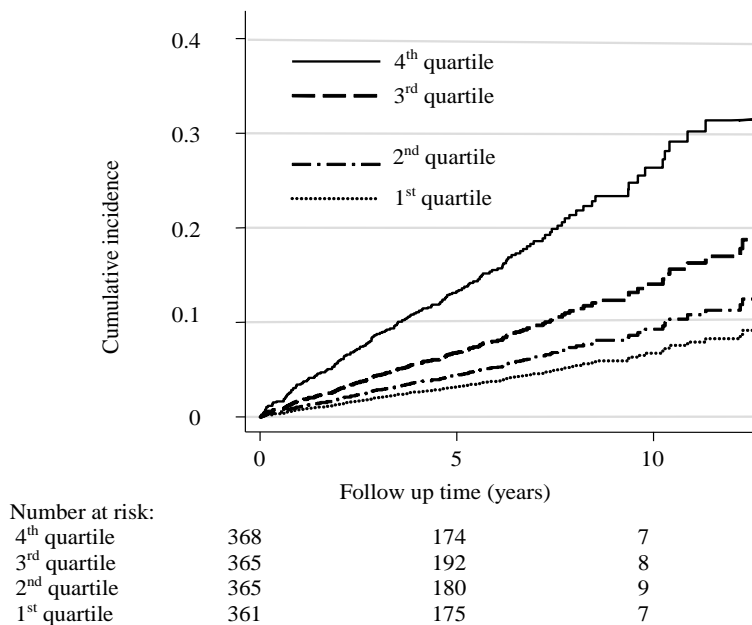 0.4
0.3
0.2
0.1
0
Cumulative incidence
4th quartile
3rd quartile
2nd quartile
1st quartile
0 5 10
Follow up time (years)
Number at risk:
4th quartile 368 174 7
3rd quartile 365 192 8
2nd quartile 365 180 9
1st quartile 361 175 7